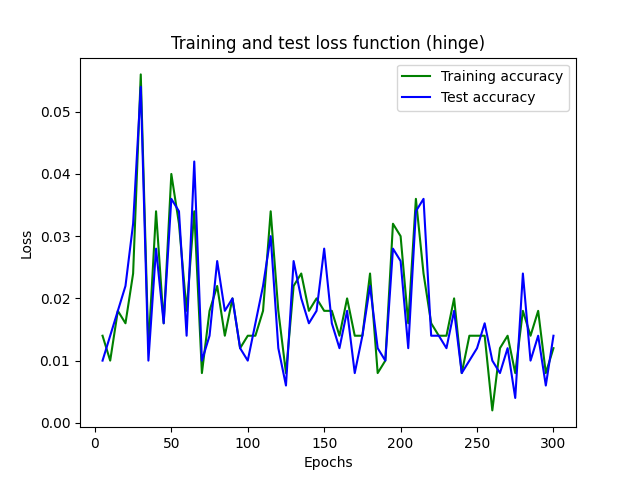 Training and test loss function (hinge)
Training accuracy
Test accuracy
0.05
0.04
0.03
0.02
0.01
0.00
Loss
0 50 100 150 200 250 300
Epochs